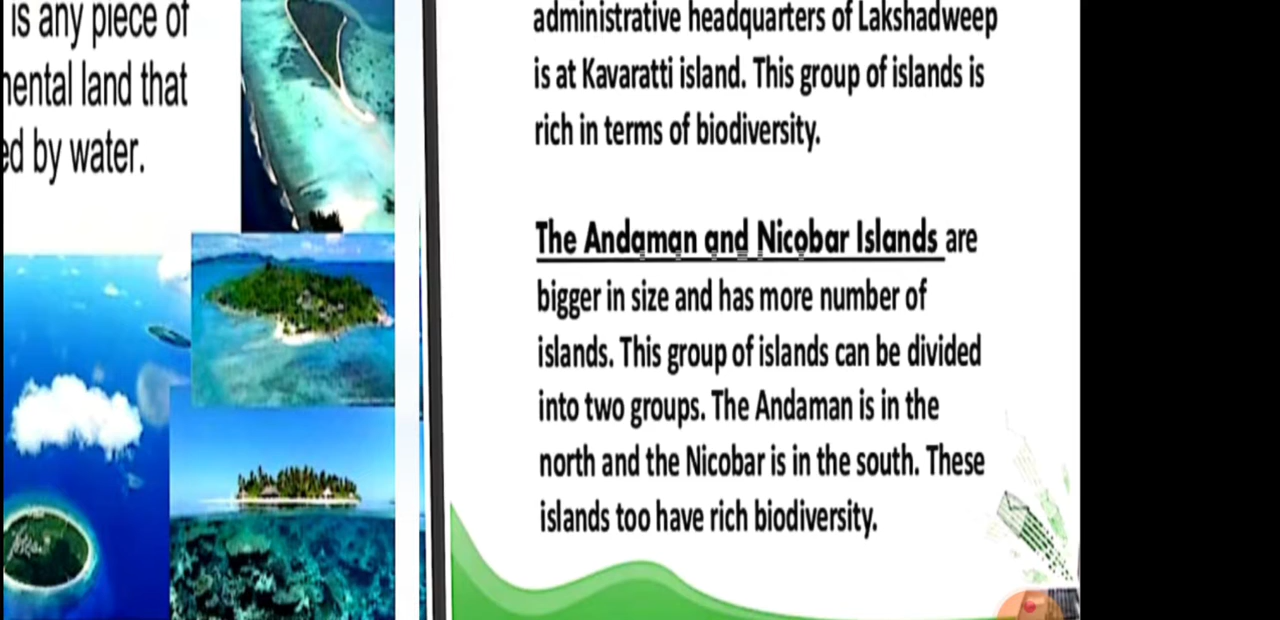 is any piece of
land that
by water.
administrative headquarters of Lakshadweep
is at Kavaratti island. This group of islands is
rich in terms of biodiversity.
The Andaman and Nicobar Islands are
bigger in size and has more number of
islands. This group of islands can be divided
into two groups. The Andaman is in the
north and the Nicobar is in the south. These
islands too have rich biodiversity.